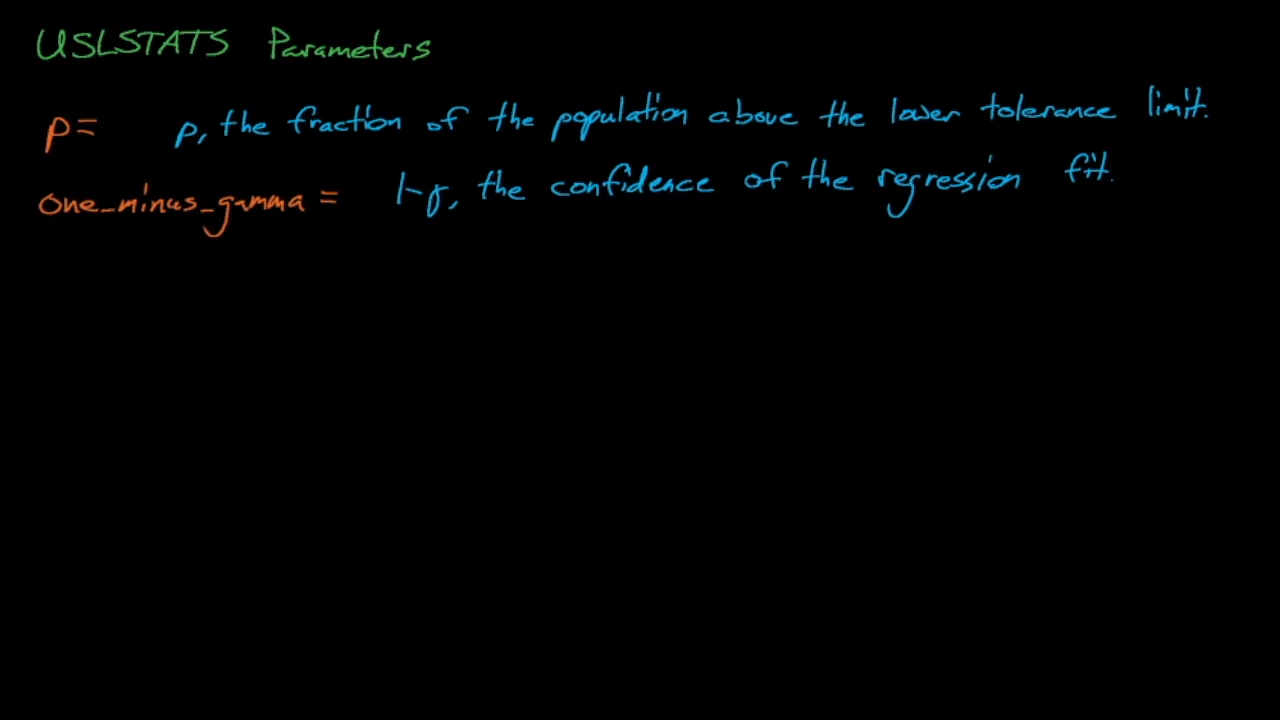 USLSTATS Parameters
p= p, the fraction of the population above the lower tolerance limit.
one_minus_gamma = 1-γ, the confidence of the regression fit.